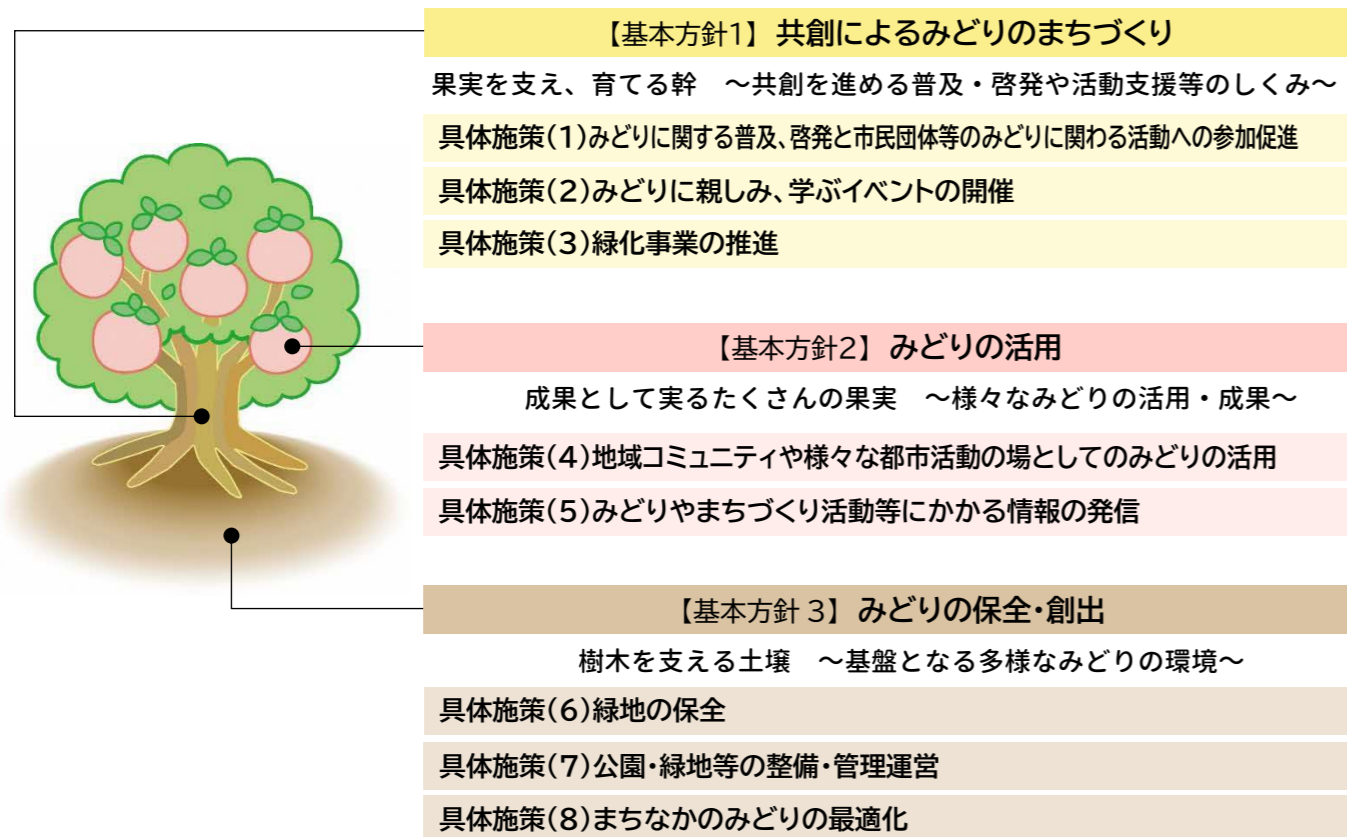 【基本方針1】 共創によるみどりのまちづくり
果実を支え、育てる幹　～共創を進める普及・啓発や活動支援等のしくみ～
具体施策(1)みどりに関する普及、啓発と市民団体等のみどりに関わる活動への参加促進
具体施策(2)みどりに親しみ、学ぶイベントの開催
具体施策(3)緑化事業の推進
【基本方針2】 みどりの活用
成果として実るたくさんの果実　～様々なみどりの活用・成果～
具体施策(4)地域コミュニティや様々な都市活動の場としてのみどりの活用
具体施策(5)みどりやまちづくり活動等にかかる情報の発信
【基本方針 3】 みどりの保全・創出
樹木を支える土壌　～基盤となる多様なみどりの環境～
具体施策(6)緑地の保全
具体施策(7)公園・緑地等の整備・管理運営
具体施策(8)まちなかのみどりの最適化